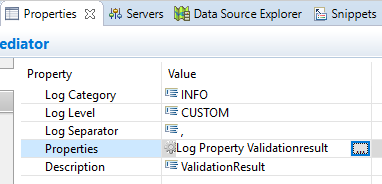 Properties Servers Data Source Explorer Snippets
ediator
Property Value
Log Category INFO
Log Level CUSTOM
Log Separator ,
Properties Log Property Validationresult ...
Description ValidationResult